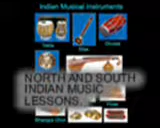 Indian Musical Instruments
Tabla
Sitar
Dholak
NORTH AND SOUTH
INDIAN MUSIC
LESSONS...